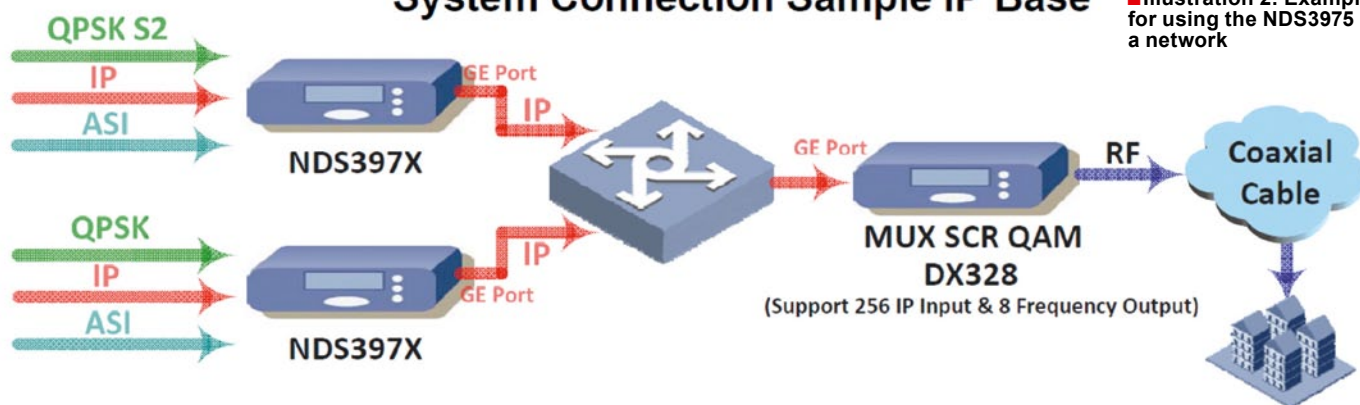 System Connection Sample IP Base
Illustration 2: Exampl
for using the NDS3975
a network
QPSK S2
IP
ASI
NDS397X
GE Port
IP
QPSK
IP
ASI
NDS397X
GE Port
IP
GE Port
MUX SCR QAM
DX328
(Support 256 IP Input & 8 Frequency Output)
RF
Coaxial
Cable